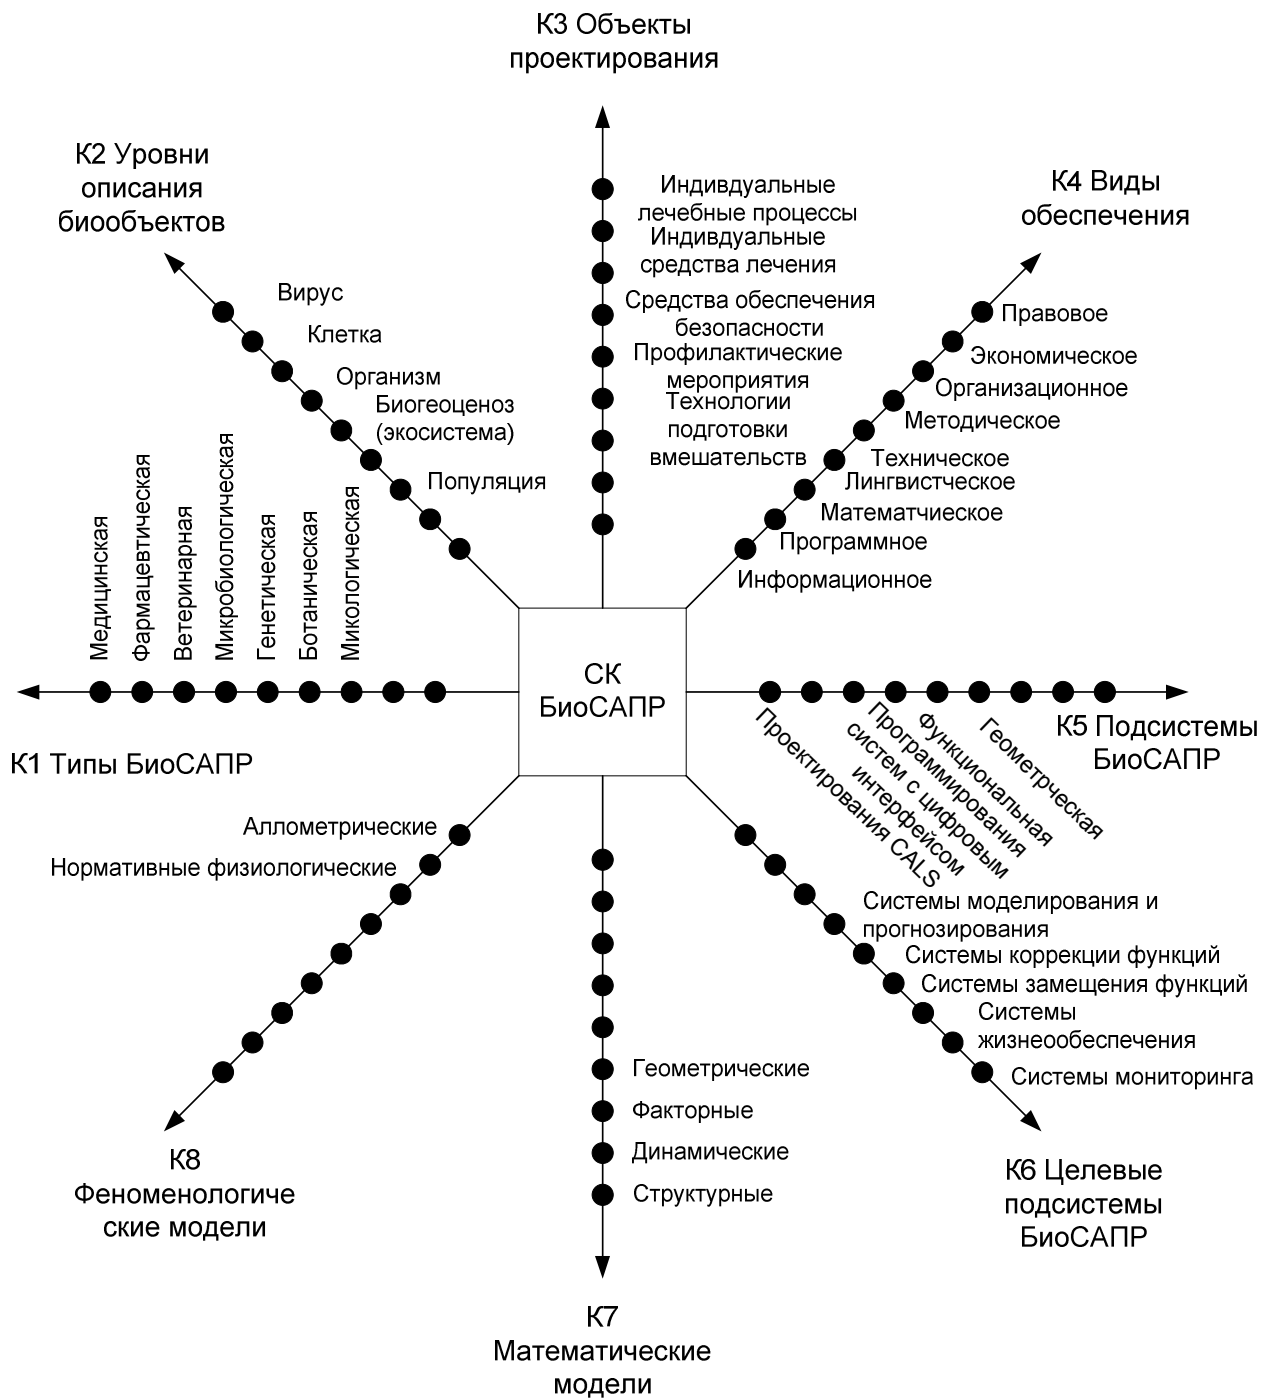 К3 Объекты
проектирования
К2 Уровни
описания
биообъектов
К4 Виды
обеспечения
Индивдуальные
лечебные процессы
Индивдуальные
средства лечения
Средства обеспечения
безопасности
Профилактические
мероприятия
Технологии
подготовки
вмешательств
Вирус
Клетка
Организм
Биогеоценоз
(экосистема)
Популяция
Правовое
Экономическое
Организационное
Методическое
Техническое
Лингвистческое
Математчиеское
Программное
Информационное
Медицинская
Фармацевтическая
Ветеринарная
Микробиологическая
Генетическая
Ботаническая
Микологическая
К1 Типы БиоСАПР
СК
БиоСАПР
К5 Подсистемы
БиоСАПР
Проектирования CALS
Программирования
систем с цифровым
интерфейсом
Функциональная
Геометрческая
Аллометрические
Нормативные физиологические
Системы моделирования и
прогнозирования
Системы коррекции функций
Системы замещения функций
Системы
жизнеообеспечения
Системы мониторинга
Геометрические
Факторные
Динамические
Структурные
К8
Феноменологиче
ские модели
К6 Целевые
подсистемы
БиоСАПР
К7
Математические
модели